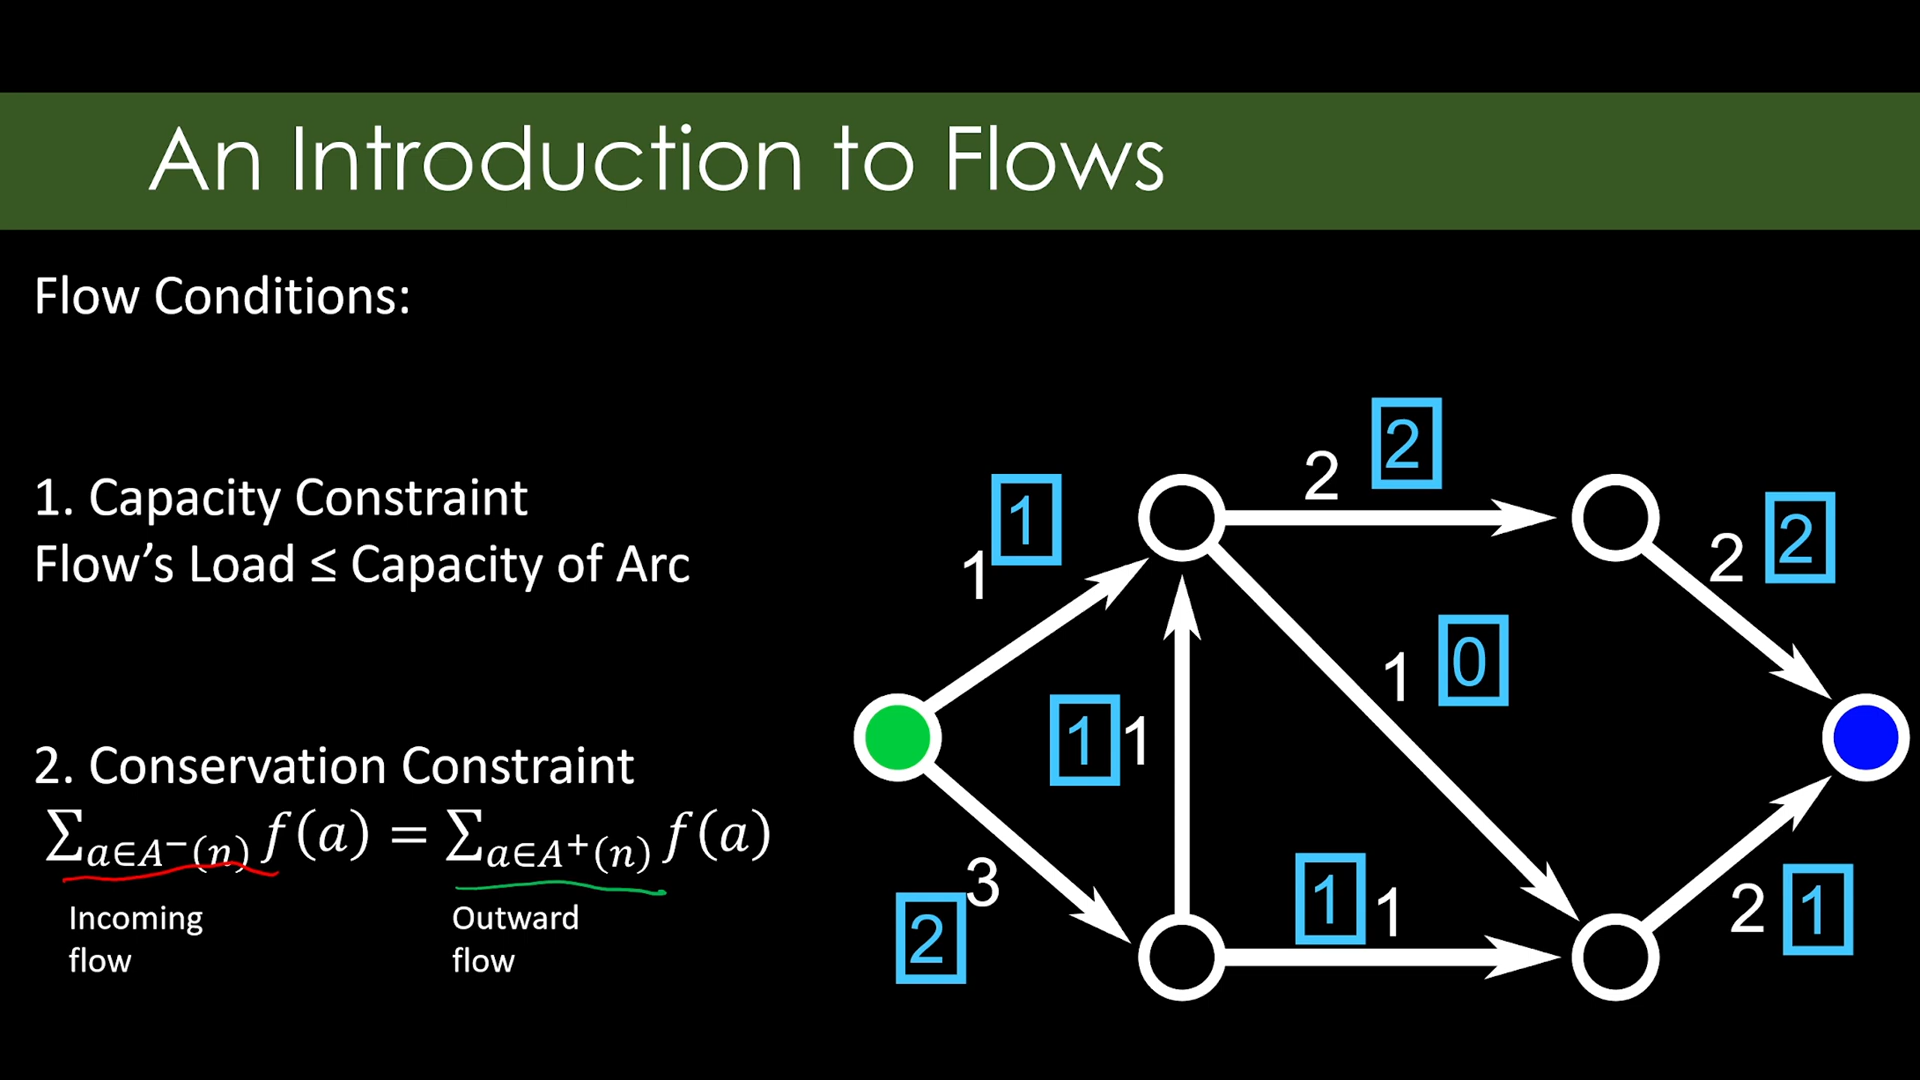 An Introduction to Flows
Flow Conditions:
1. Capacity Constraint
Flow’s Load ≤ Capacity of Arc
2. Conservation Constraint
∑a∈A⁻(n) f(a) = ∑a∈A⁺(n) f(a)
Incoming
flow
Outward
flow
2 2
1 1
2 2
1 0
1 1
3
2
1 1
2 1